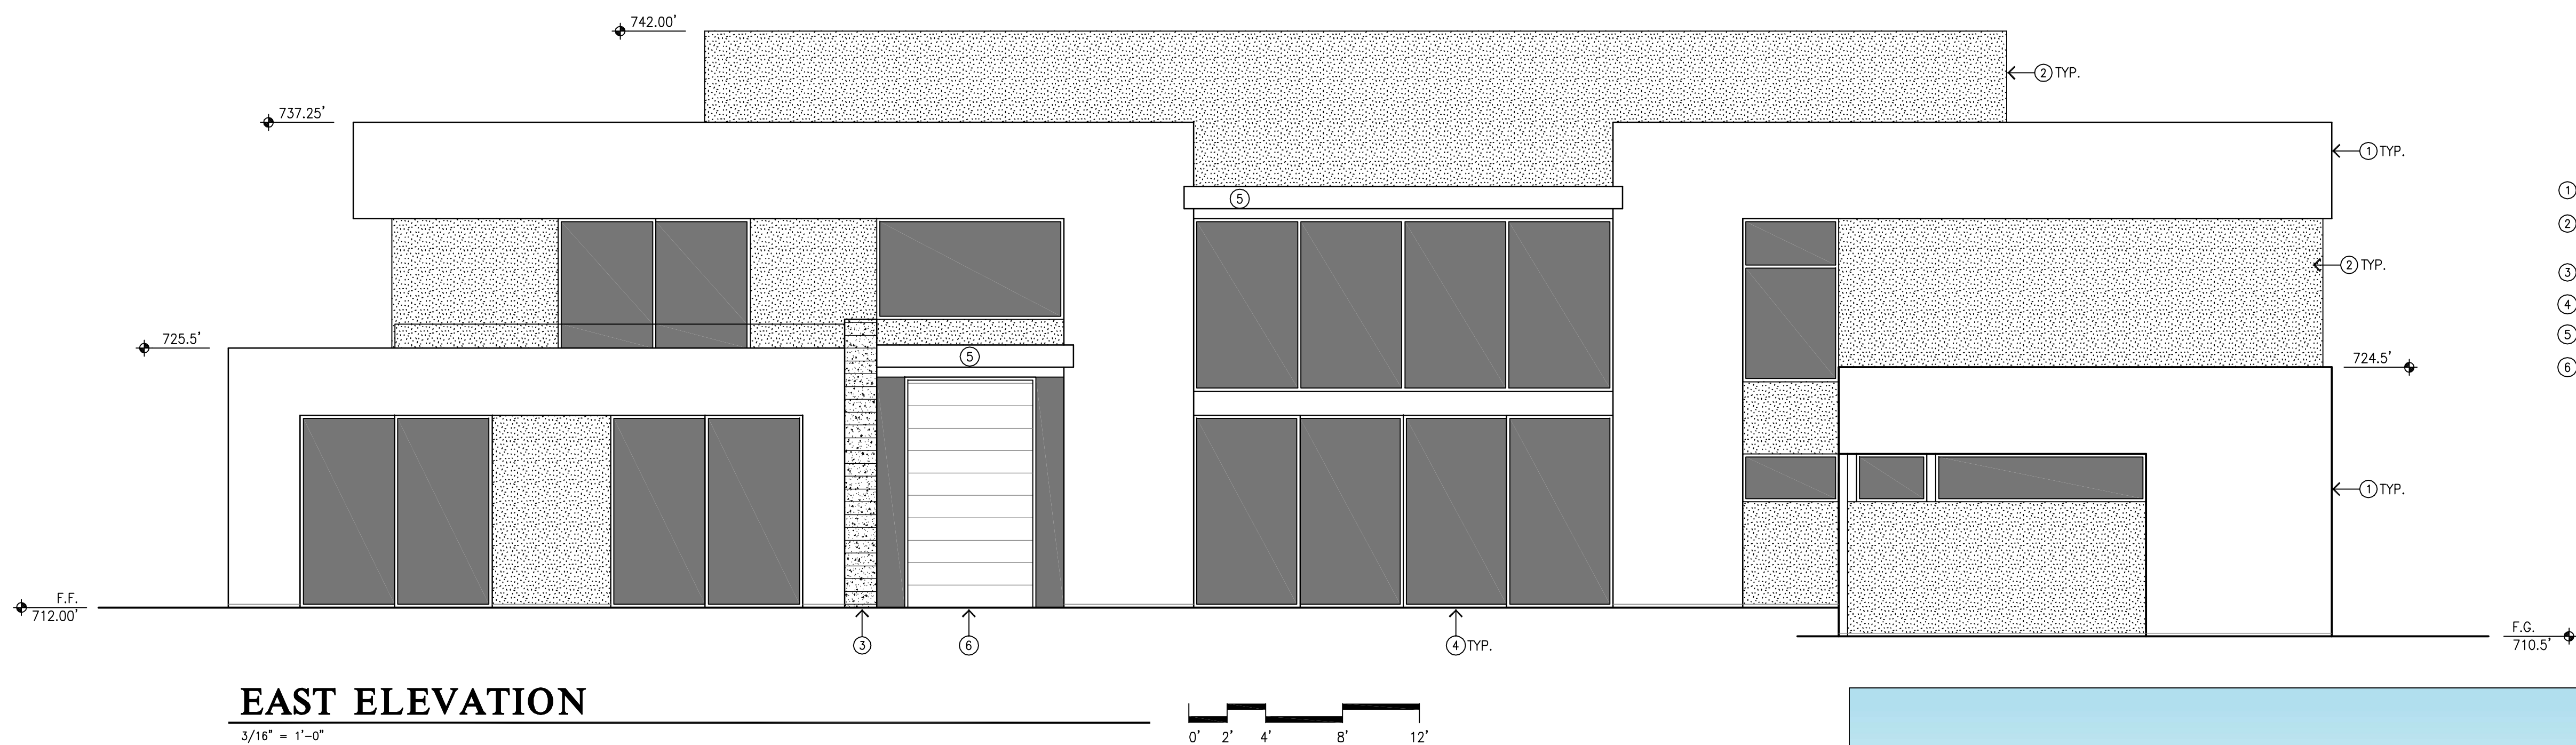 742.00'
2 TYP.
737.25'
1 TYP.
5
1
2
2 TYP.
3
4
725.5'
5
5
724.5'
6
1 TYP.
F.F.
712.00'
F.G.
710.5'
3
6
4 TYP.
EAST ELEVATION
3/16" = 1'-0"
0' 2' 4' 8' 12'